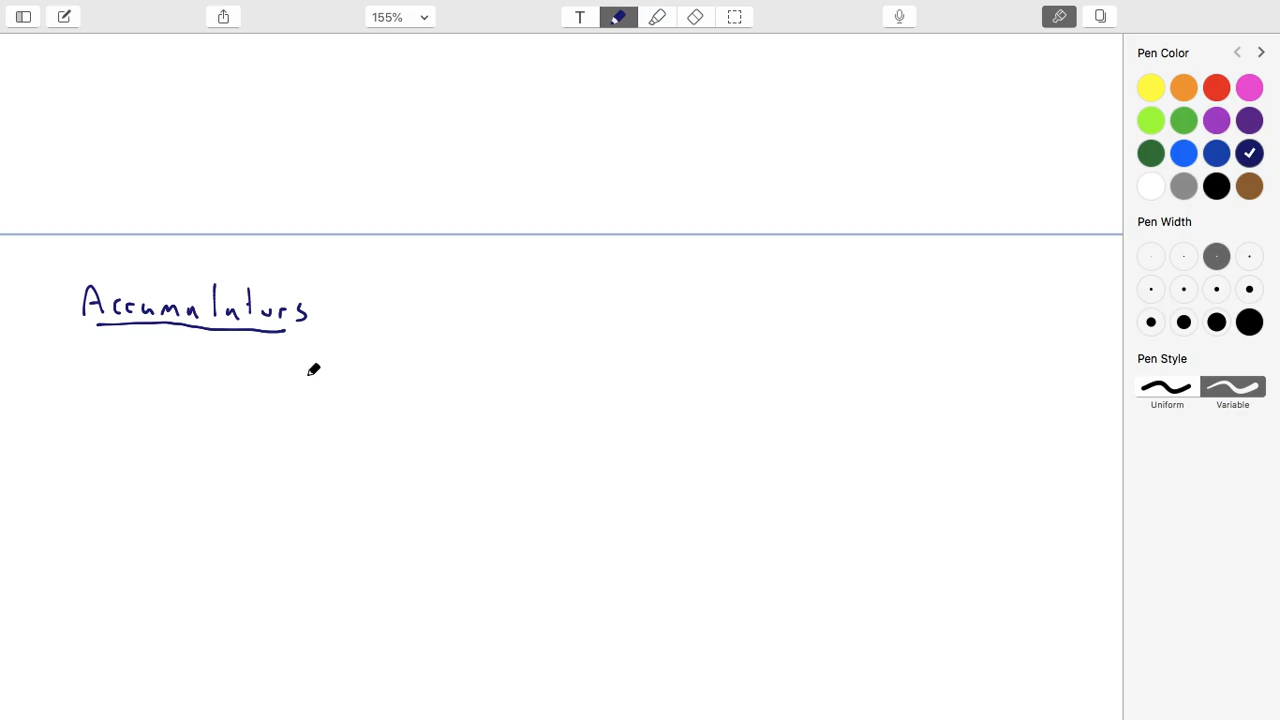 155%
T
Pen Color
Accumulators
Pen Width
Pen Style
Uniform Variable